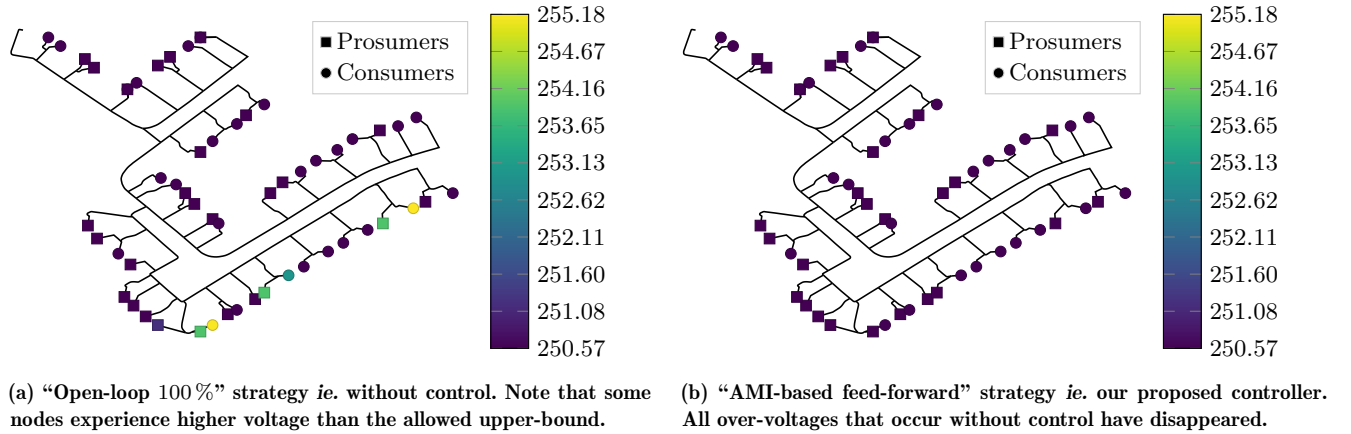 Prosumers
Consumers
255.18
254.67
254.16
253.65
253.13
252.62
252.11
251.60
251.08
250.57
(a) “Open-loop 100 %” strategy ie. without control. Note that some
nodes experience higher voltage than the allowed upper-bound.
Prosumers
Consumers
255.18
254.67
254.16
253.65
253.13
252.62
252.11
251.60
251.08
250.57
(b) “AMI-based feed-forward” strategy ie. our proposed controller.
All over-voltages that occur without control have disappeared.